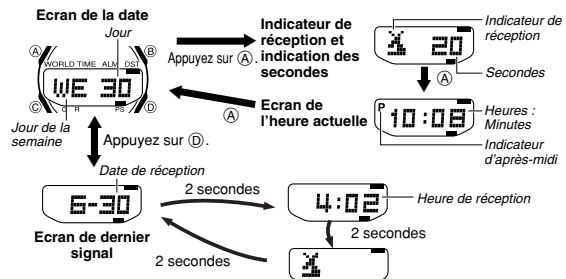 Ecran de la date
Jour
Ⓐ
Ⓑ
WORLD TIME ALM DST
WE 30
Ⓒ
R
PS
Ⓓ
Jour de la
semaine
Appuyez sur Ⓐ.
Indicateur de
réception et
indication des
secondes
20
Indicateur de
réception
Secondes
Ⓐ
Ⓐ
Ecran de
l'heure actuelle
P 10:08
Heures :
Minutes
Indicateur
d'après-midi
Appuyez sur Ⓓ.
Date de réception
6-30
Ecran de dernier
signal
2 secondes
4:02
Heure de réception
2 secondes
2 secondes